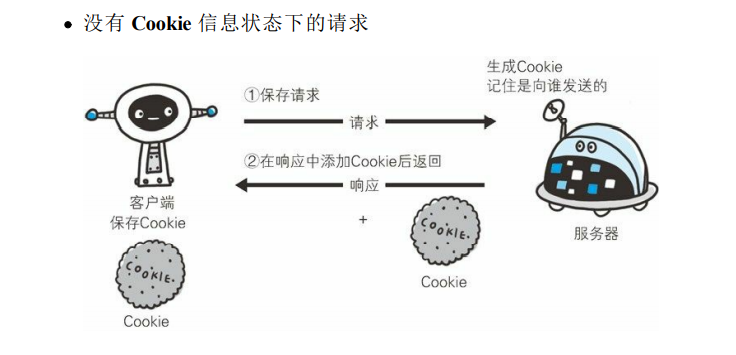 没有 Cookie 信息状态下的请求
生成Cookie
记住是向谁发送的
①保存请求
请求
②在响应中添加Cookie后返回
响应
+
客户端
保存Cookie
COOKIE.
Cookie
COOKIE.
Cookie
服务器